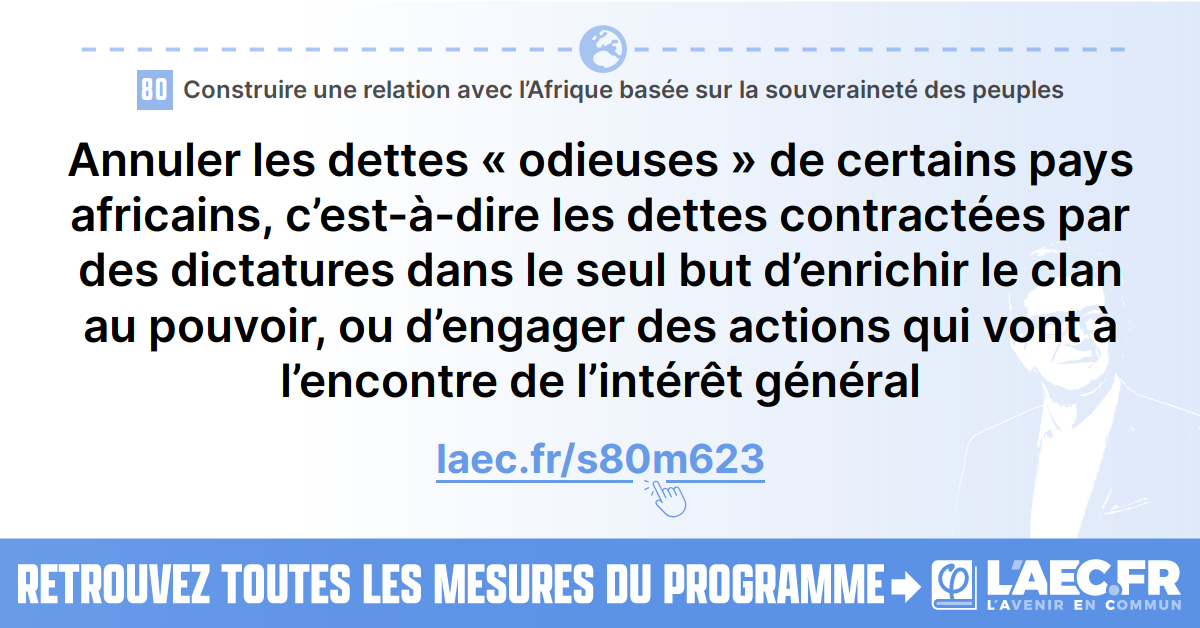 80 Construire une relation avec l’Afrique basée sur la souveraineté des peuples
Annuler les dettes « odieuses » de certains pays
africains, c’est-à-dire les dettes contractées par
des dictatures dans le seul but d’enrichir le clan
au pouvoir, ou d’engager des actions qui vont à
l’encontre de l’intérêt général
laec.fr/s80m623
RETROUVEZ TOUTES LES MESURES DU PROGRAMME
φ L’AEC.FR
L’AVENIR EN COMMUN